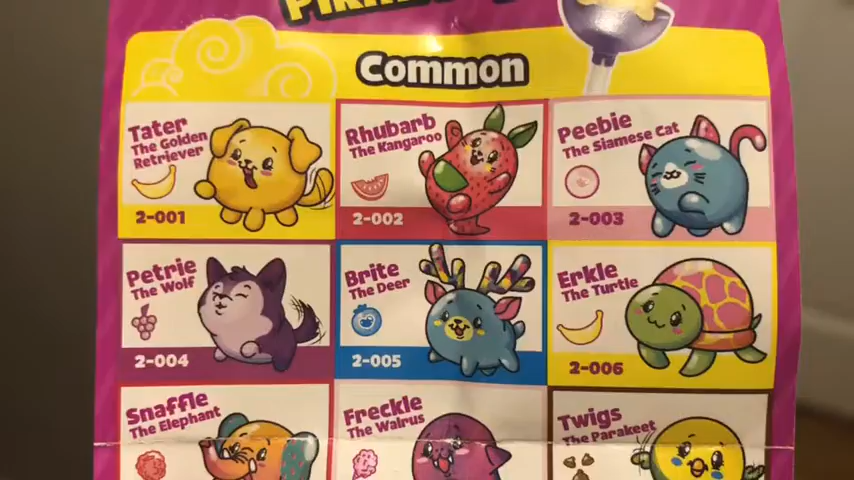 Common
Tater
The Golden
Retriever
2-001
Rhubarb
The Kangaroo
2-002
Peebie
The Siamese Cat
2-003
Petrie
The Wolf
2-004
Brite
The Deer
2-005
Erkle
The Turtle
2-006
Snaffle
The Elephant
Freckle
The Walrus
Twigs
The Parakeet